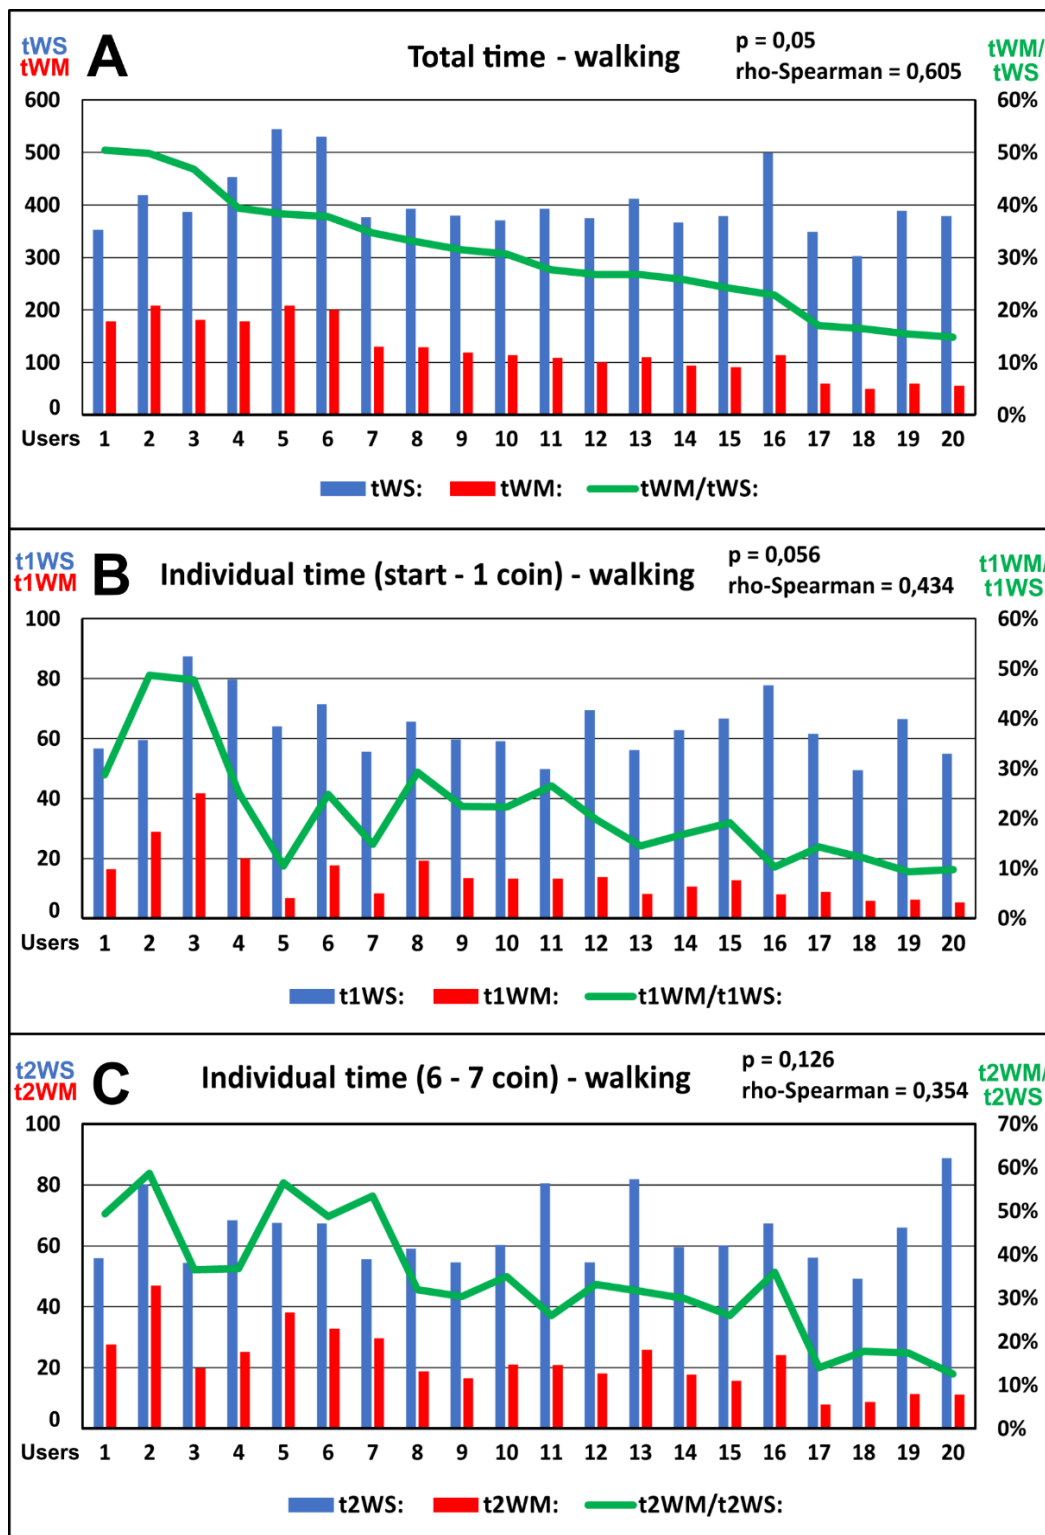 tWS
tWM
A
Total time - walking
p = 0,05
rho-Spearman = 0,605
tWM/
tWS
600
500
400
300
200
100
0
60%
50%
40%
30%
20%
10%
0%
Users 1 2 3 4 5 6 7 8 9 10 11 12 13 14 15 16 17 18 19 20
tWS: tWM: tWM/tWS:
t1WS
t1WM
B
Individual time (start - 1 coin) - walking
p = 0,056
rho-Spearman = 0,434
t1WM/
t1WS
100
80
60
40
20
0
60%
50%
40%
30%
20%
10%
0%
Users 1 2 3 4 5 6 7 8 9 10 11 12 13 14 15 16 17 18 19 20
t1WS: t1WM: t1WM/t1WS:
t2WS
t2WM
C
Individual time (6 - 7 coin) - walking
p = 0,126
rho-Spearman = 0,354
t2WM/
t2WS
100
80
60
40
20
0
70%
60%
50%
40%
30%
20%
10%
0%
Users 1 2 3 4 5 6 7 8 9 10 11 12 13 14 15 16 17 18 19 20
t2WS: t2WM: t2WM/t2WS: